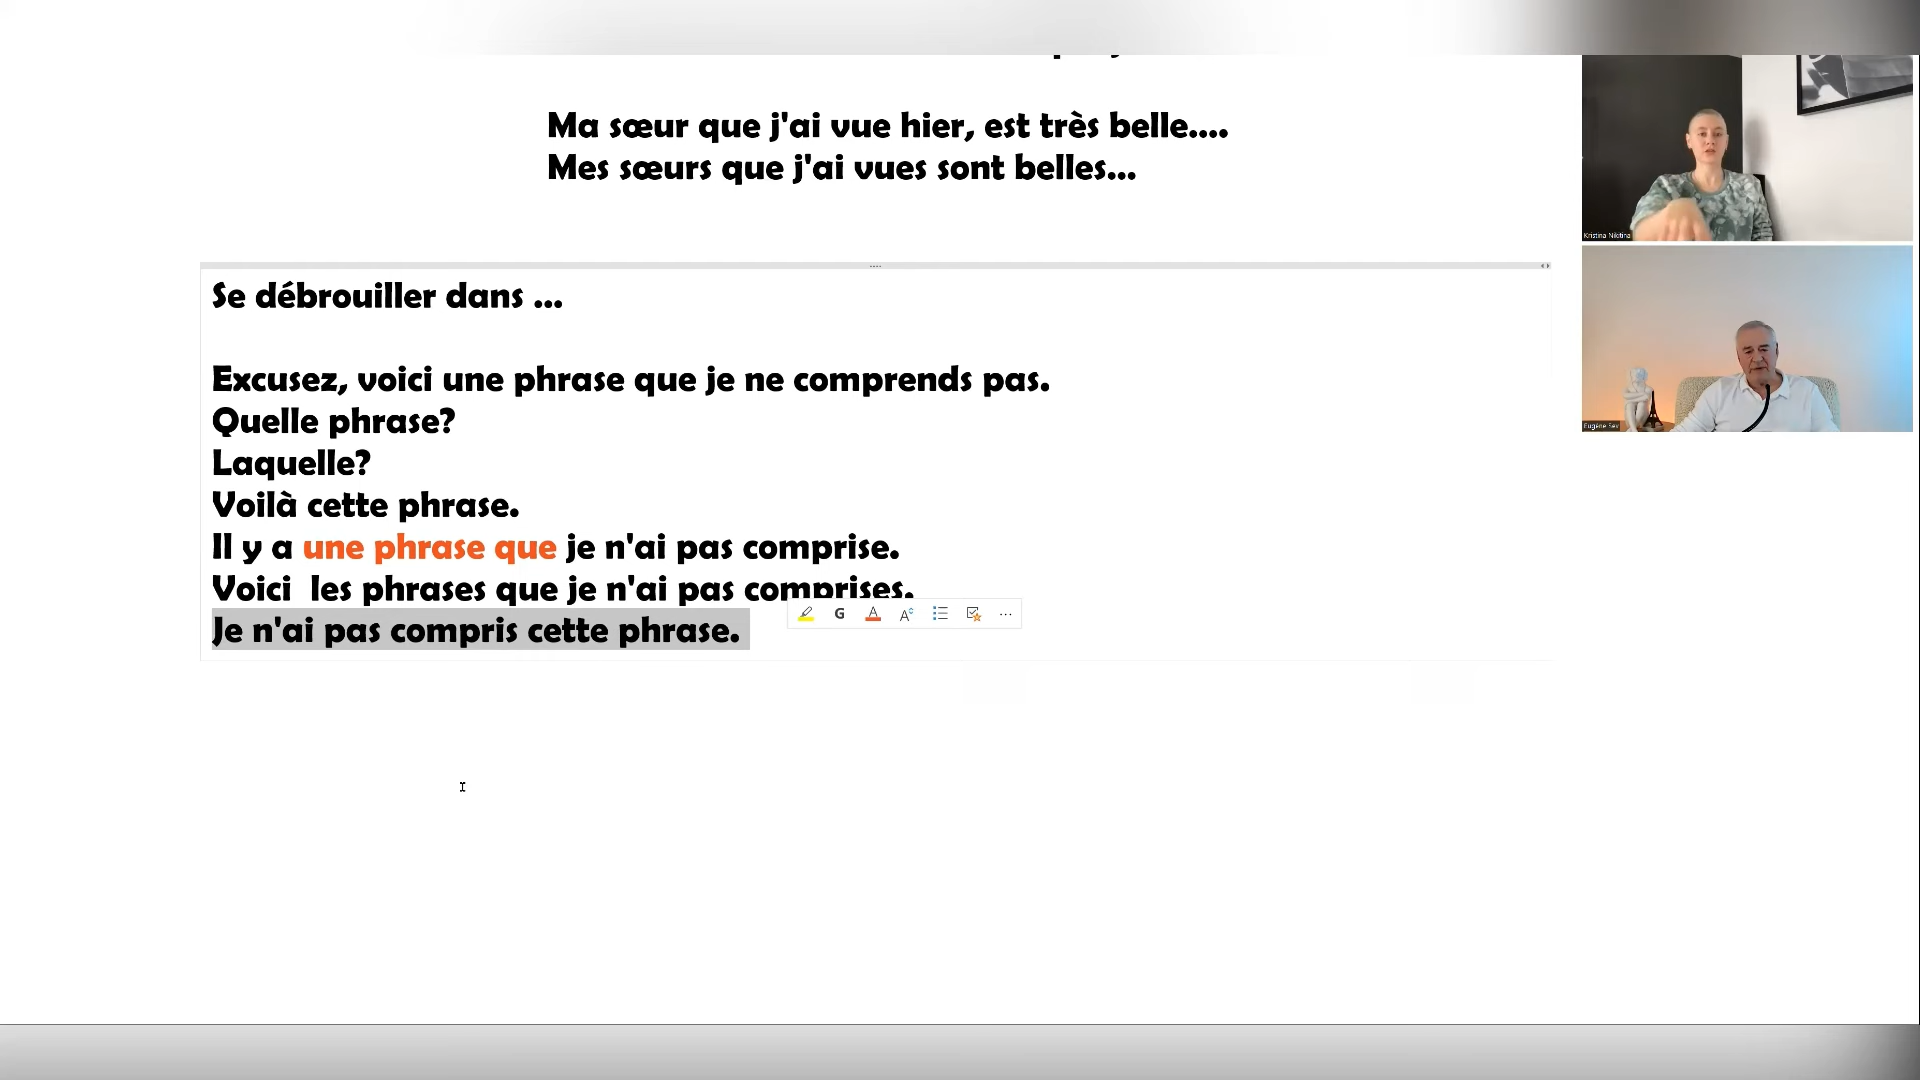 Ma sœur que j'ai vue hier, est très belle....
Mes sœurs que j'ai vues sont belles...
Se débrouiller dans ...
Excusez, voici une phrase que je ne comprends pas.
Quelle phrase?
Laquelle?
Voilà cette phrase.
Il y a une phrase que je n'ai pas comprise.
Voici les phrases que je n'ai pas comprises.
Je n'ai pas compris cette phrase.
G
A
A
Kristina Nikitina